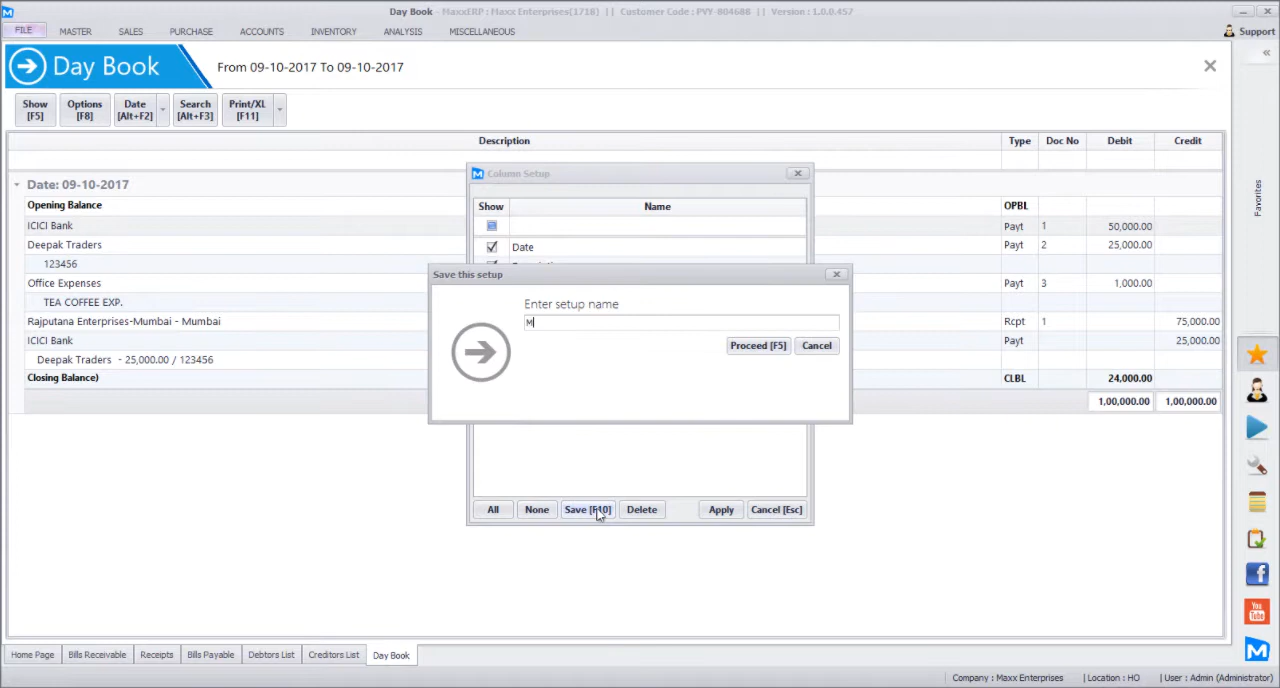 Day Book - MaxxERP : Maxx Enterprises(1718) || Customer Code : PVY-804688 || Version : 1.0.0.457
FILE MASTER SALES PURCHASE ACCOUNTS INVENTORY ANALYSIS MISCELLANEOUS Support
Day Book From 09-10-2017 To 09-10-2017
Show Options Date Search Print/XL
[F5] [F8] [Alt+F2] [Alt+F3] [F11]
Description Type Doc No Debit Credit
Date: 09-10-2017
Opening Balance OPBL
ICICI Bank Payt 1 50,000.00
Deepak Traders Payt 2 25,000.00
123456
Office Expenses Payt 3 1,000.00
TEA COFFEE EXP.
Rajputana Enterprises-Mumbai - Mumbai Rcpt 1 75,000.00
ICICI Bank Payt 25,000.00
Deepak Traders - 25,000.00 / 123456
Closing Balance) CLBL 24,000.00
1,00,000.00 1,00,000.00
Column Setup
Show Name
Date
Save this setup
Enter setup name
M
Proceed [F5] Cancel
All None Save [F10] Delete Apply Cancel [Esc]
Favorites
You
Tube
Home Page Bills Receivable Receipts Bills Payable Debtors List Creditors List Day Book
Company : Maxx Enterprises | Location : HO | User : Admin (Administrator)